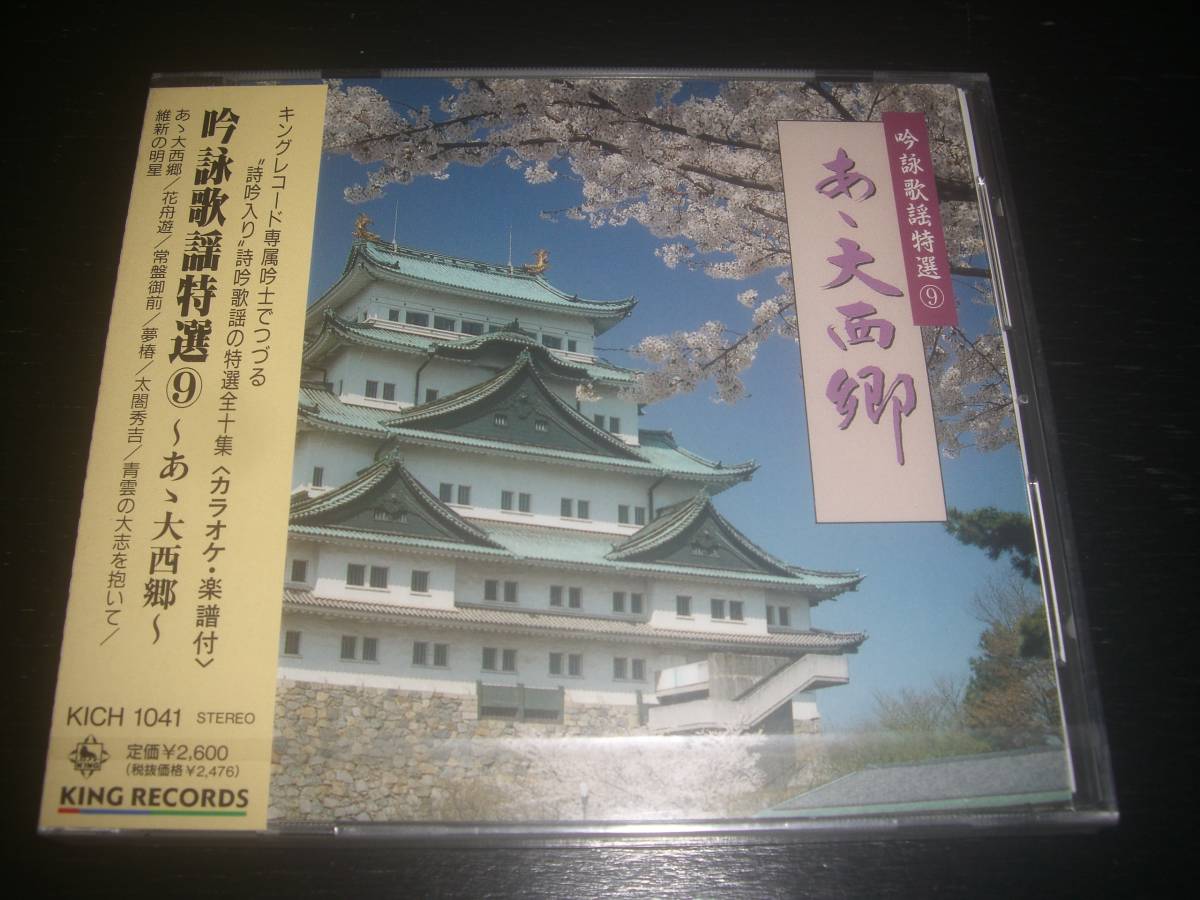 キングレコード専属吟士でつづる
"詩吟入り"詩吟歌謡の特選全十集〈カラオケ・楽譜付〉
吟詠歌謡特選⑨〜あゝ大西郷〜
あゝ大西郷/花舟遊/常盤御前/夢椿/太閤秀吉/青雲の大志を抱いて/
維新の明星
KICH 1041 STEREO
定価¥2,600
(税抜価格¥2,476)
KING
KING RECORDS
吟詠歌謡特選⑨
あゝ大西郷